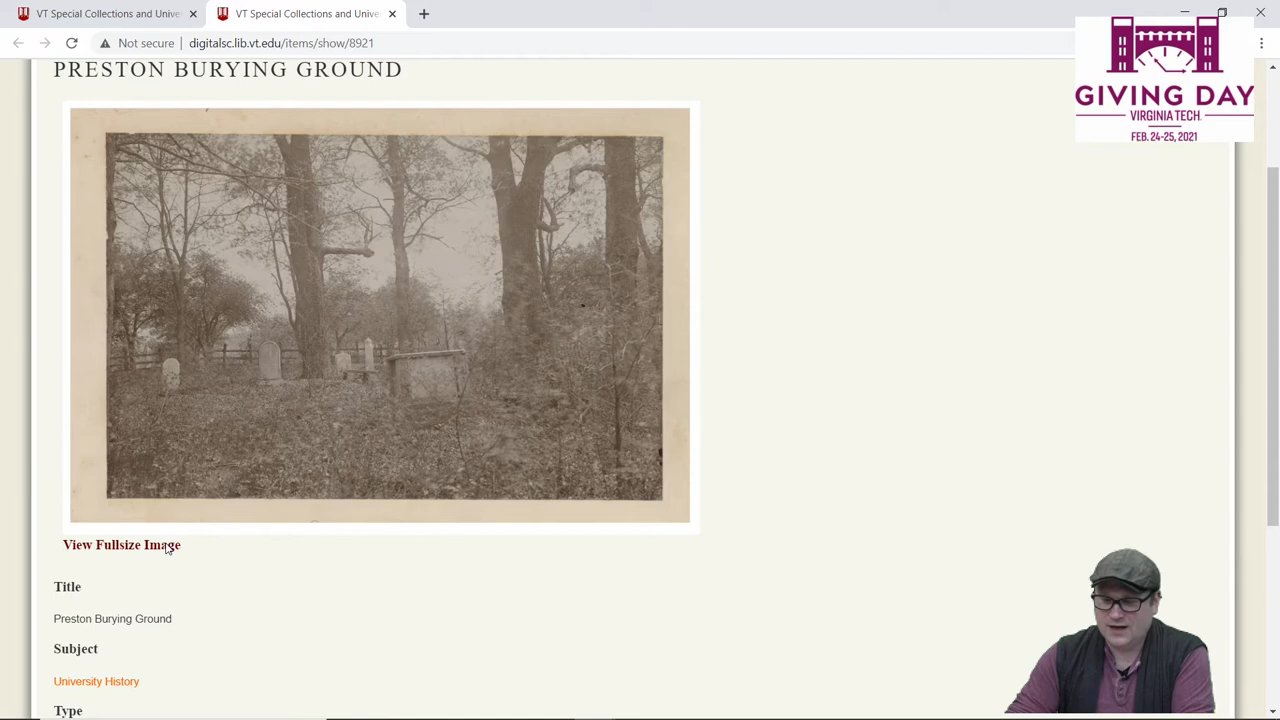 VT Special Collections and Unive
VT Special Collections and Unive
Not secure
digitalsc.lib.vt.edu/items/show/8921
PRESTON BURYING GROUND
GIVING DAY
VIRGINIA TECH.
FEB. 24-25, 2021
View Fullsize Image
Title
Preston Burying Ground
Subject
University History
Type